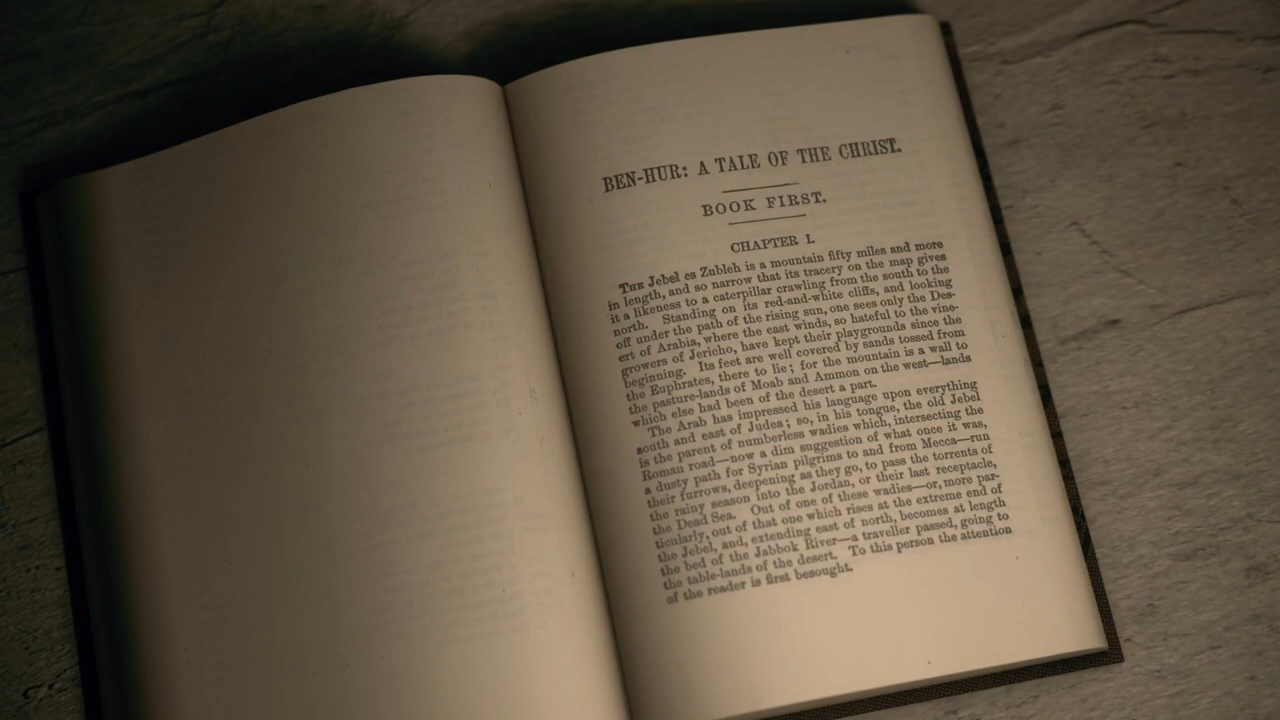 BEN-HUR: A TALE OF THE CHRIST.
BOOK FIRST.
CHAPTER I.
THE Jebel es Zubleh is a mountain fifty miles and more
in length, and so narrow that its tracery on the map gives
it a likeness to a caterpillar crawling from the south to the
north. Standing on its red-and-white cliffs, and looking
off under the path of the rising sun, one sees only the Des-
ert of Arabia, where the east winds, so hateful to the vine-
growers of Jericho, have kept their playgrounds since the
beginning. Its feet are well covered by sands tossed from
the Euphrates, there to lie; for the mountain is a wall to
the pasture-lands of Moab and Ammon on the west—lands
which else had been of the desert a part.
The Arab has impressed his language upon everything
south and east of Judea; so, in his tongue, the old Jebel
is the parent of numberless wadies which, intersecting the
Roman road—now a dim suggestion of what once it was,
a dusty path for Syrian pilgrims to and from Mecca—run
their furrows, deepening as they go, to pass the torrents of
the rainy season into the Jordan, or their last receptacle,
the Dead Sea. Out of one of these wadies—or, more par-
ticularly, out of that one which rises at the extreme end of
the Jebel, and, extending east of north, becomes at length
the bed of the Jabbok River—a traveller passed, going to
the table-lands of the desert. To this person the attention
of the reader is first besought.